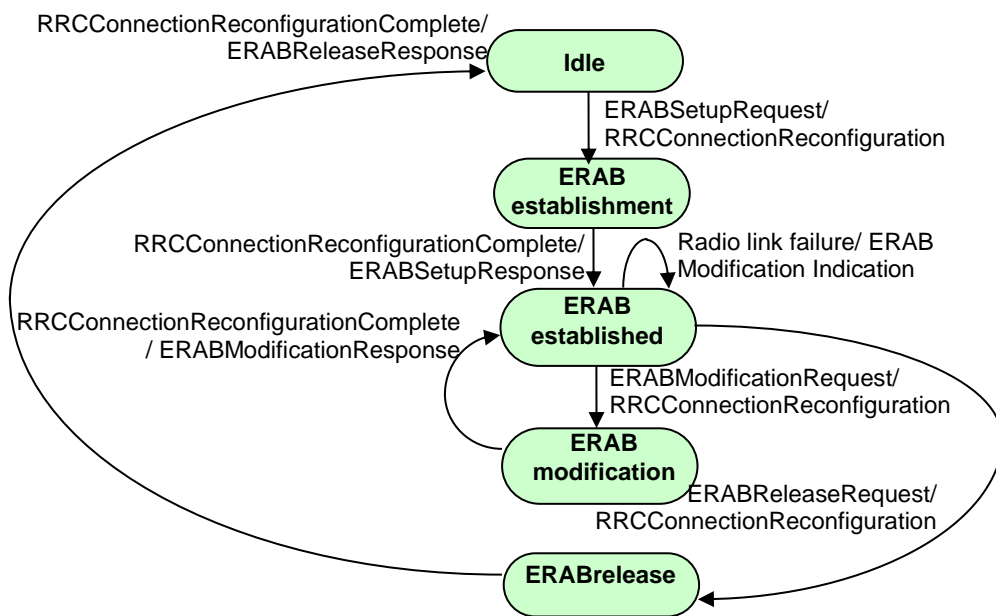 RRCConnectionReconfigurationComplete/
ERABReleaseResponse
Idle
ERABSetupRequest/
RRCConnectionReconfiguration
ERAB
establishment
RRCConnectionReconfigurationComplete/
ERABSetupResponse
Radio link failure/ ERAB
Modification Indication
ERAB
established
RRCConnectionReconfigurationComplete
/ ERABModificationResponse
ERABModificationRequest/
RRCConnectionReconfiguration
ERAB
modification
ERABReleaseRequest/
RRCConnectionReconfiguration
ERABrelease